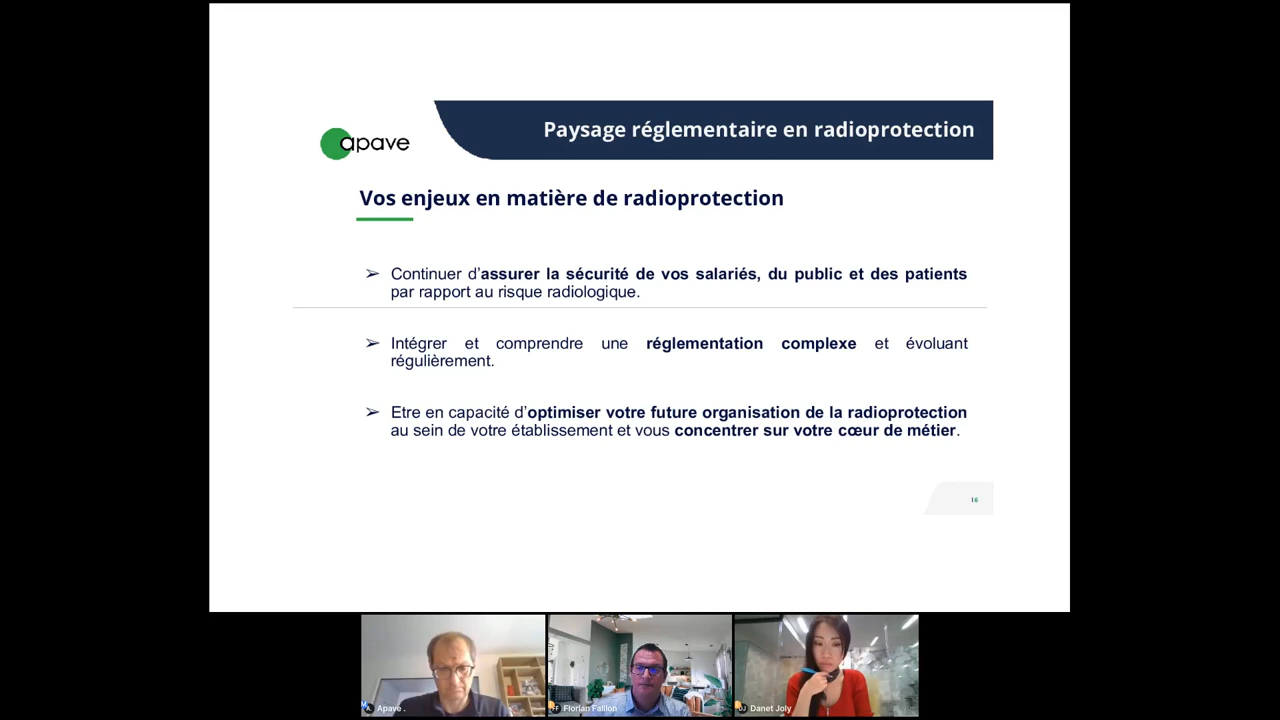 apave
Paysage réglementaire en radioprotection
Vos enjeux en matière de radioprotection
➢ Continuer d'assurer la sécurité de vos salariés, du public et des patients
par rapport au risque radiologique.
➢ Intégrer et comprendre une réglementation complexe et évoluant
régulièrement.
➢ Etre en capacité d'optimiser votre future organisation de la radioprotection
au sein de votre établissement et vous concentrer sur votre cœur de métier.
16
A. Apave .
FF Florian Faillon
DJ Danet Joly